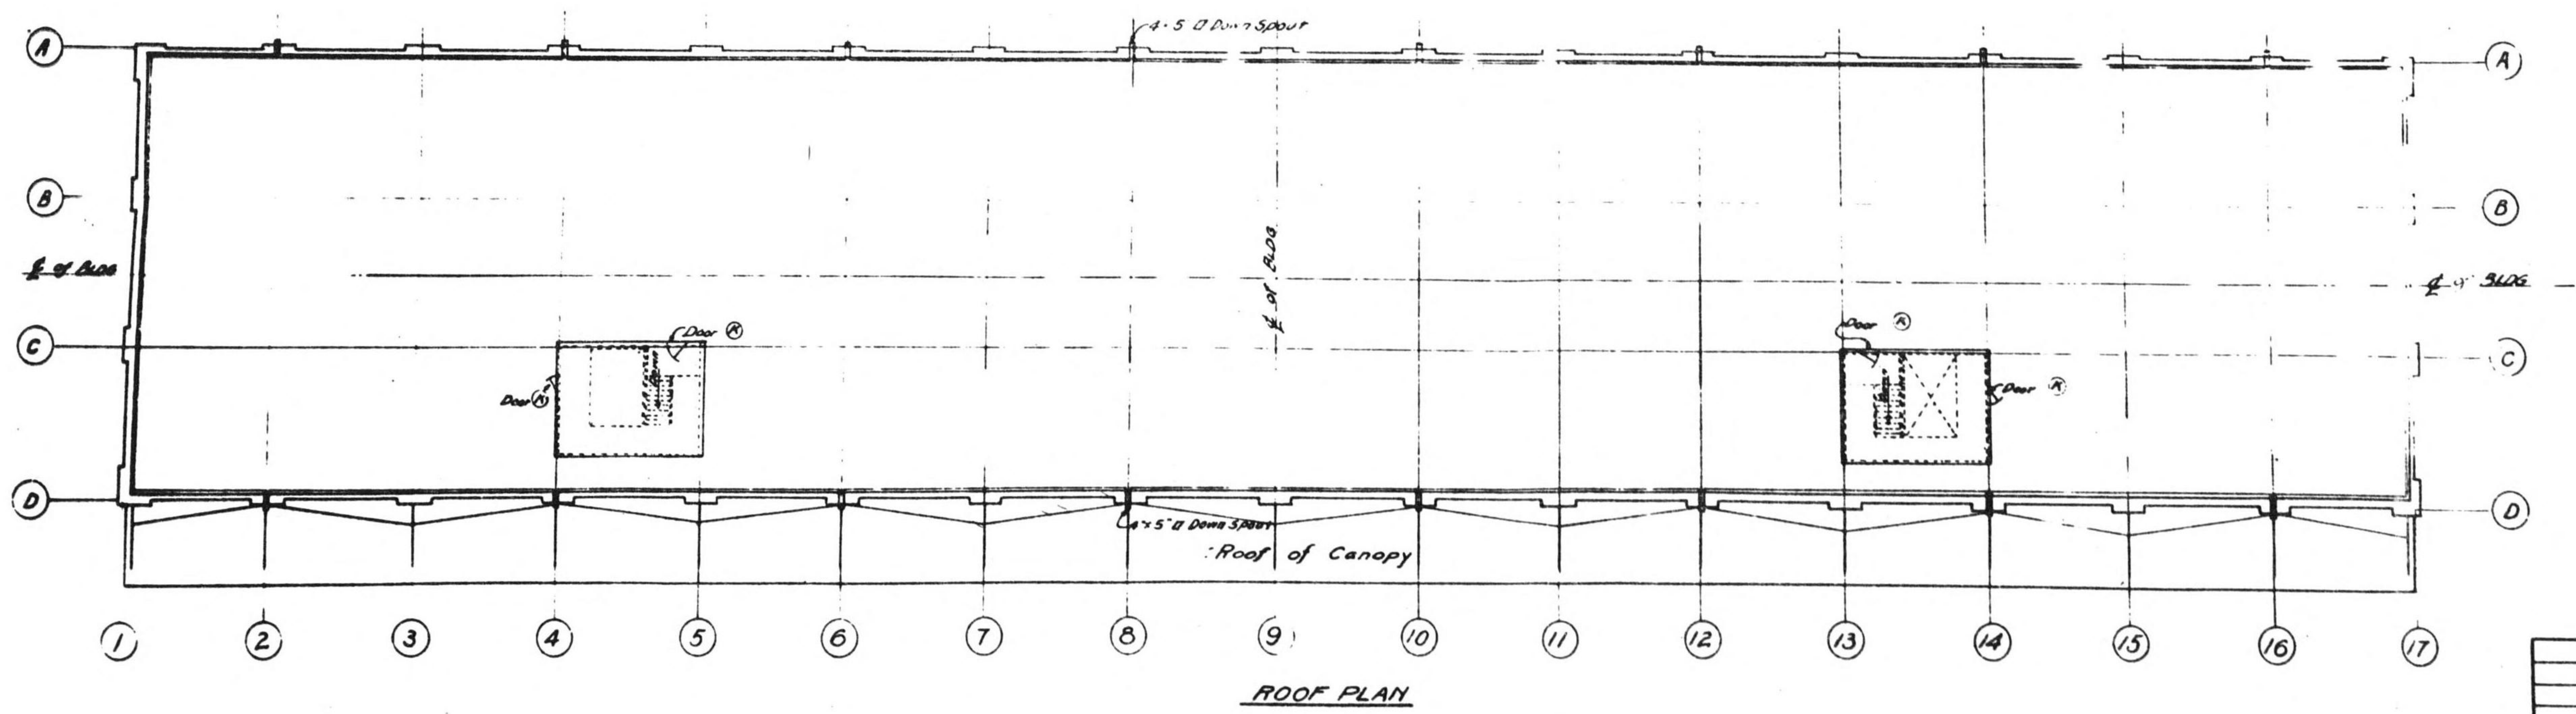 4 × 5 ▯ Down Spout
A
A
B
B
℄ of BLDG
℄ of BLDG
℄ of BLDG
C
C
Door K
Door K
Door
Door K
D
D
4" × 5" ▯ Down Spout
Roof of Canopy
1 2 3 4 5 6 7 8 9 10 11 12 13 14 15 16 17
ROOF PLAN